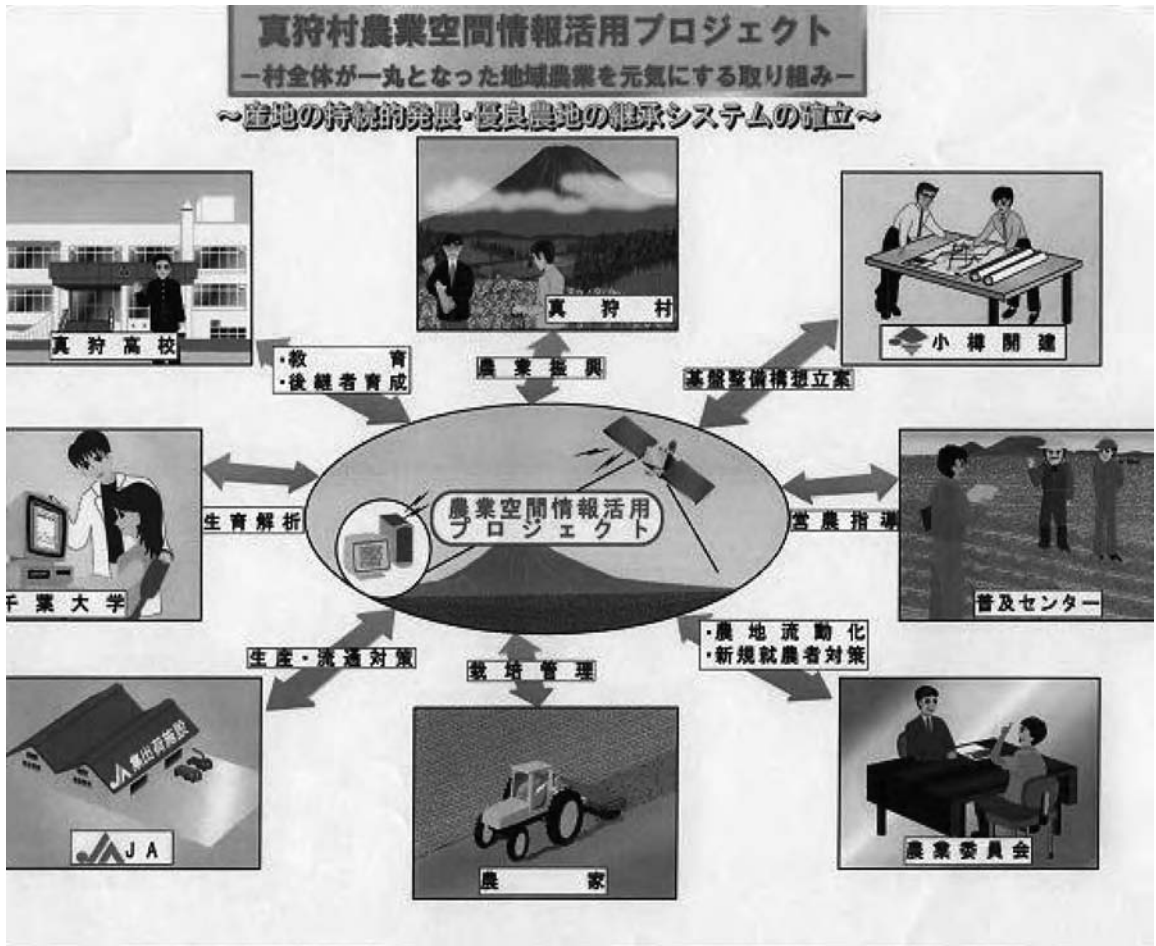 真狩村農業空間情報活用プロジェクト
－村全体が一丸となった地域農業を元気にする取り組み－
～産地の持続的発展・優良農地の継承システムの確立～
真狩高校
真狩村
小樽開建
・教育
・後継者育成
農業振興
基盤整備構想立案
農業空間情報活用
プロジェクト
生育解析
営農指導
千葉大学
普及センター
生産・流通対策
栽培管理
・農地流動化
・新規就農者対策
JA集出荷施設
JA
農家
農業委員会